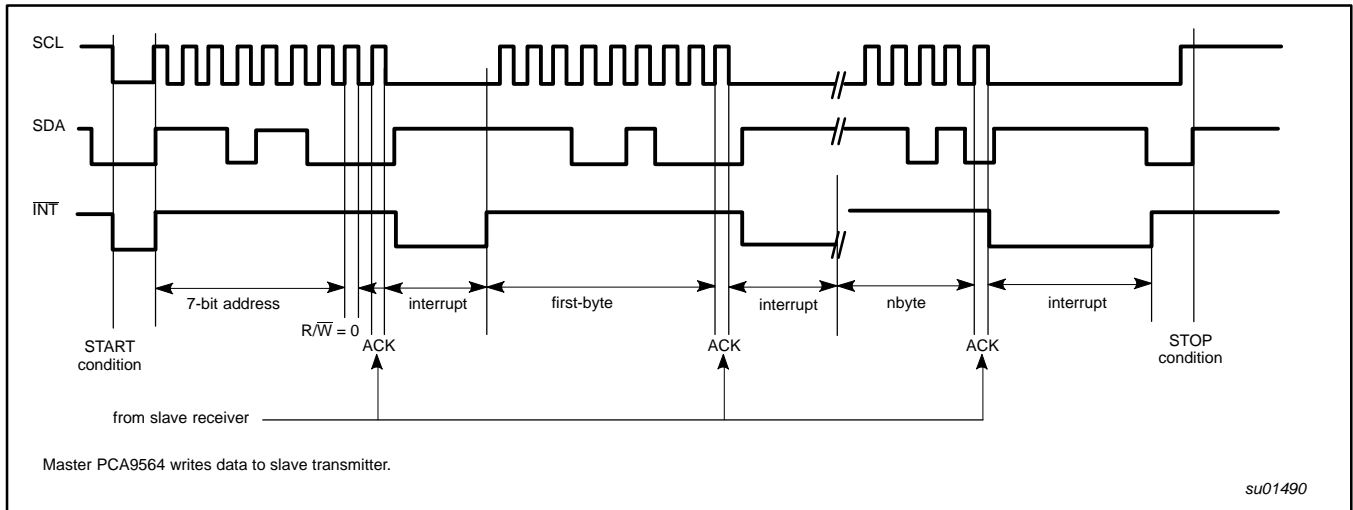 SCL
SDA
INT
7-bit address
interrupt
first-byte
interrupt
nbyte
interrupt
R/W = 0
START
condition
ACK
ACK
ACK
STOP
condition
from slave receiver
Master PCA9564 writes data to slave transmitter.
su01490